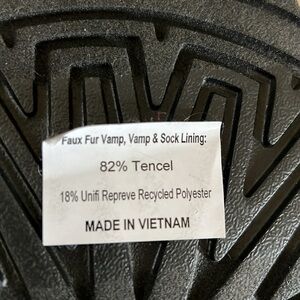 Faux Fur Vamp, Vamp & Sock Lining:
82% Tencel
18% Unifi Repreve Recycled Polyester
MADE IN VIETNAM